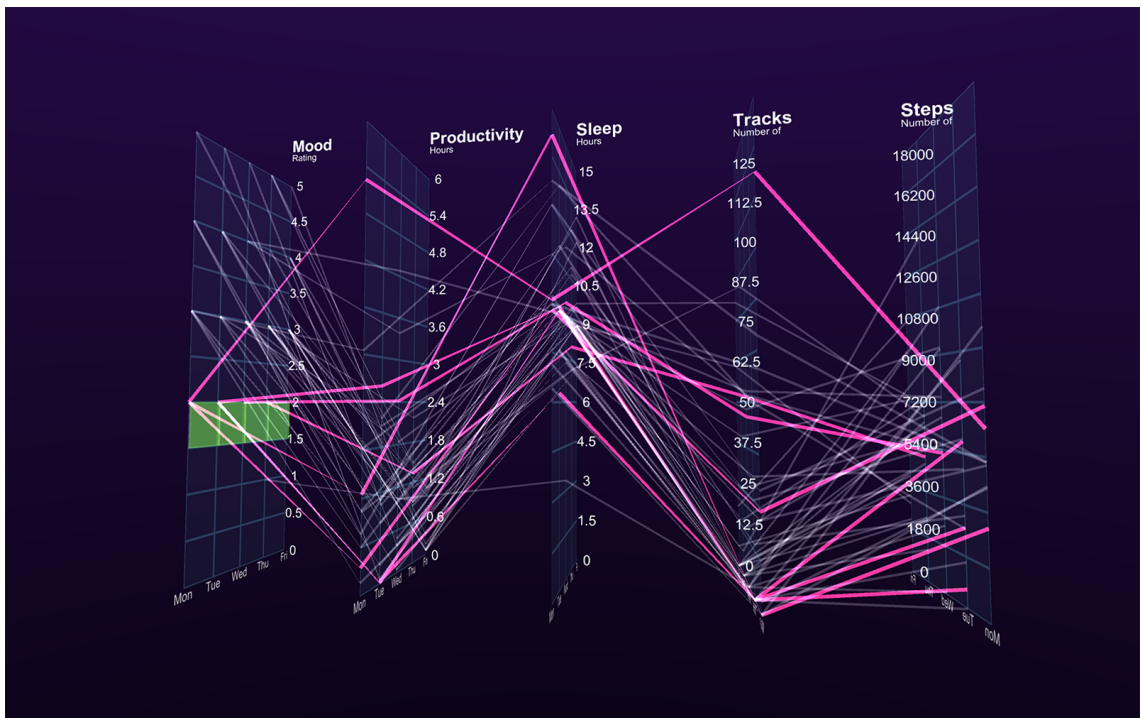 Mood
Rating
5
4.5
4
3.5
3
2.5
2
1.5
1
0.5
0
Mon
Tue
Wed
Thu
Fri
Productivity
Hours
6
5.4
4.8
4.2
3.6
3
2.4
1.8
1.2
0.6
0
Mon
Tue
Wed
Thu
Fri
Sleep
Hours
15
13.5
12
10.5
9
7.5
6
4.5
3
1.5
0
Tracks
Number of
125
112.5
100
87.5
75
62.5
50
37.5
25
12.5
0
Steps
Number of
18000
16200
14400
12600
10800
9000
7200
5400
3600
1800
0
Fri
Wed
Tue
Mon